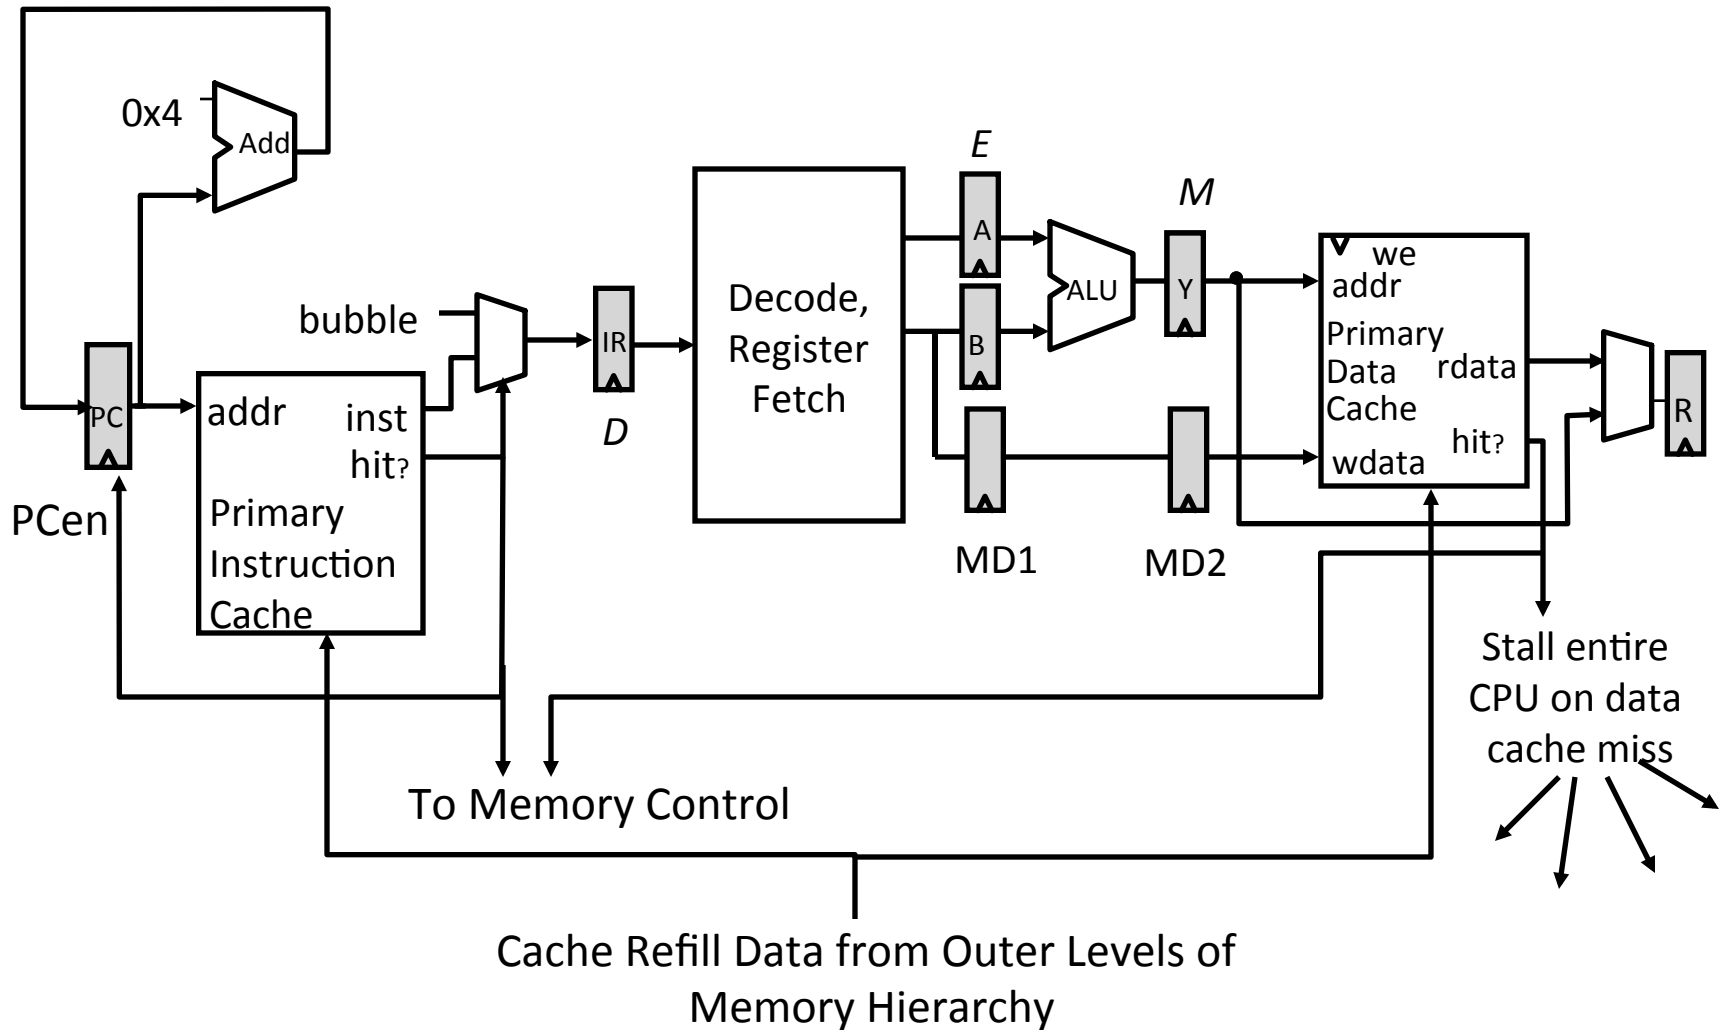 0x4
Add
E
M
bubble
PC
PCen
addr
inst
hit?
Primary
Instruction
Cache
IR
D
Decode,
Register
Fetch
A
B
ALU
Y
MD1
MD2
we
addr
Primary
Data
Cache
rdata
hit?
wdata
R
Stall entire
CPU on data
cache miss
To Memory Control
Cache Refill Data from Outer Levels of
Memory Hierarchy